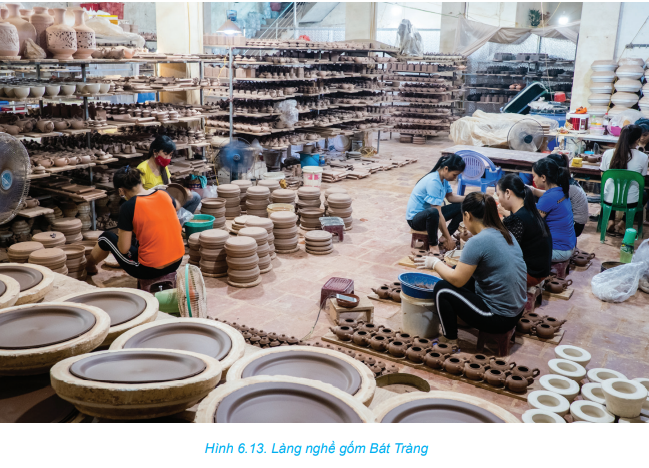 Hình 6.13. Làng nghề gốm Bát Tràng